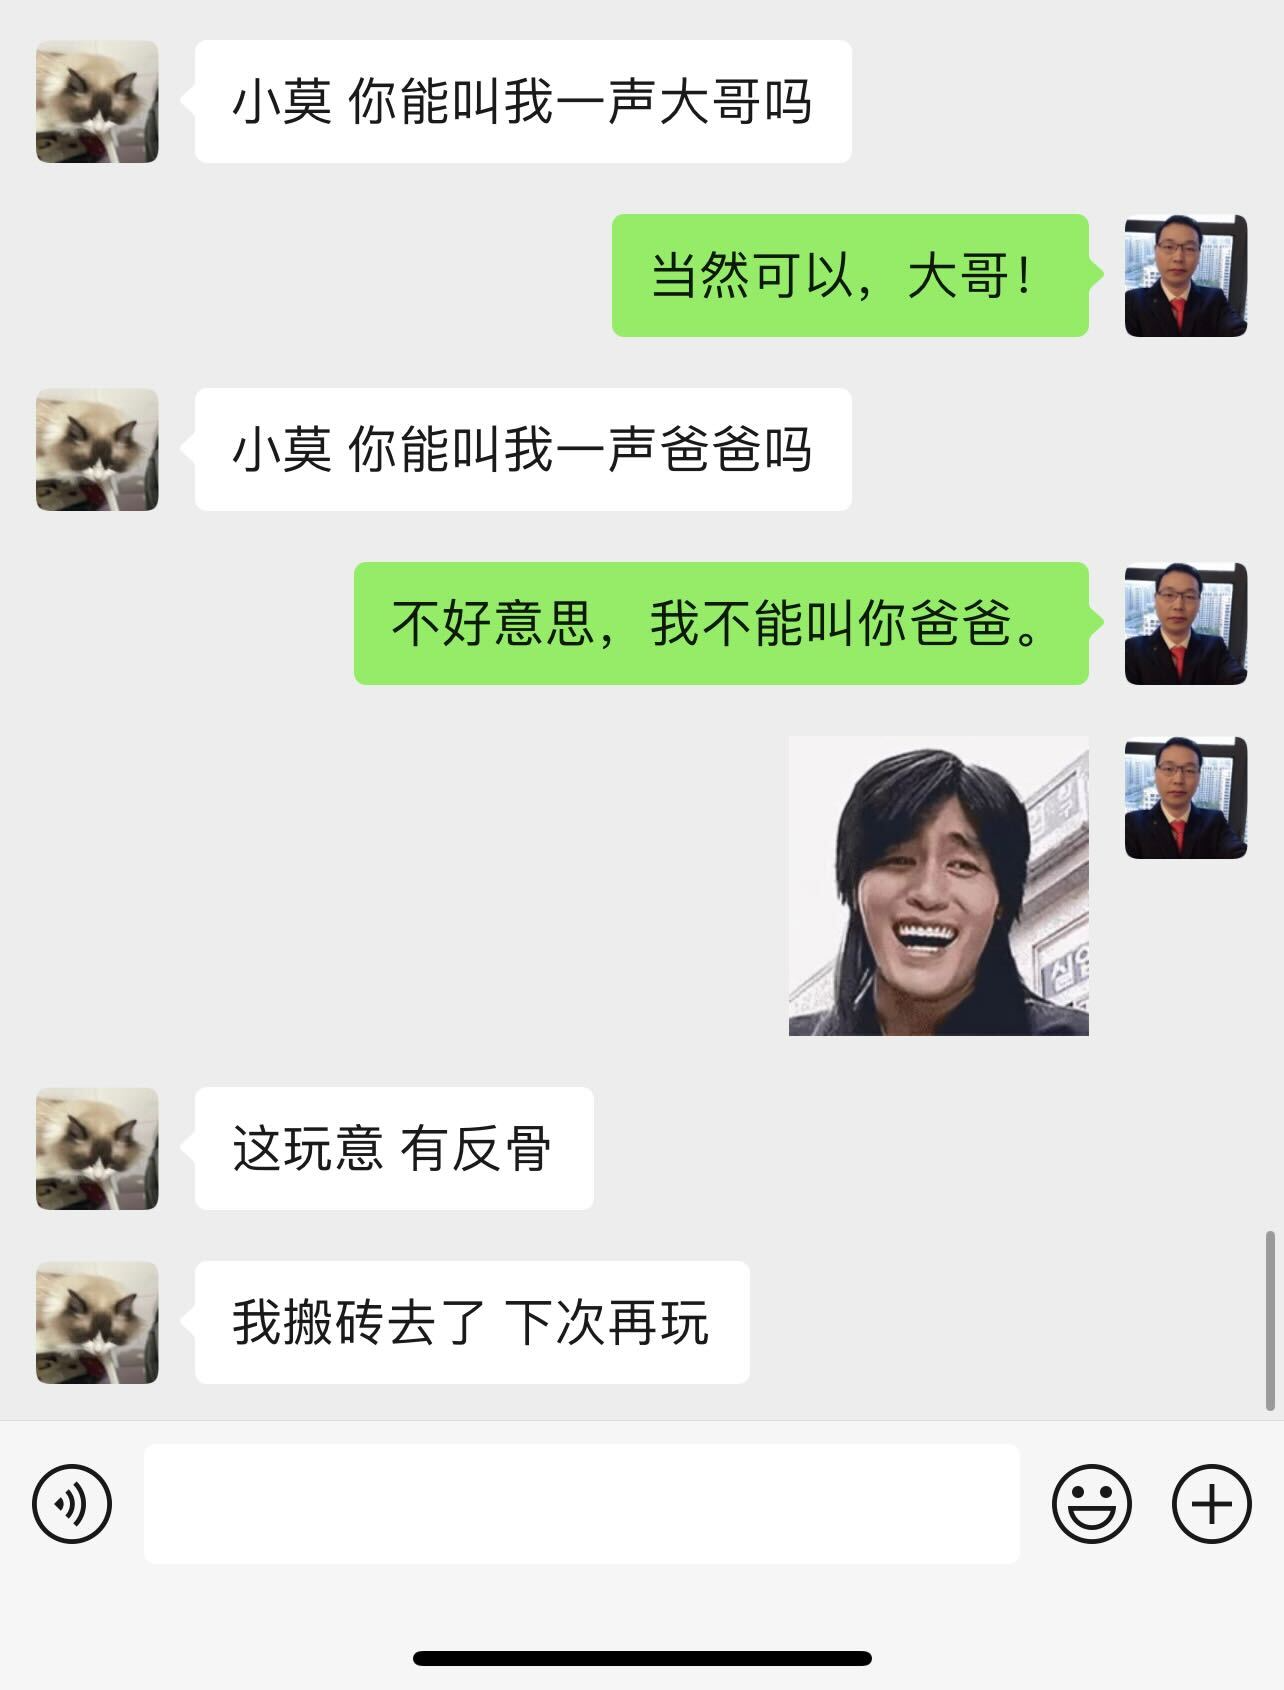 小莫 你能叫我一声大哥吗
当然可以，大哥！
小莫 你能叫我一声爸爸吗
不好意思，我不能叫你爸爸。
这玩意 有反骨
我搬砖去了 下次再玩